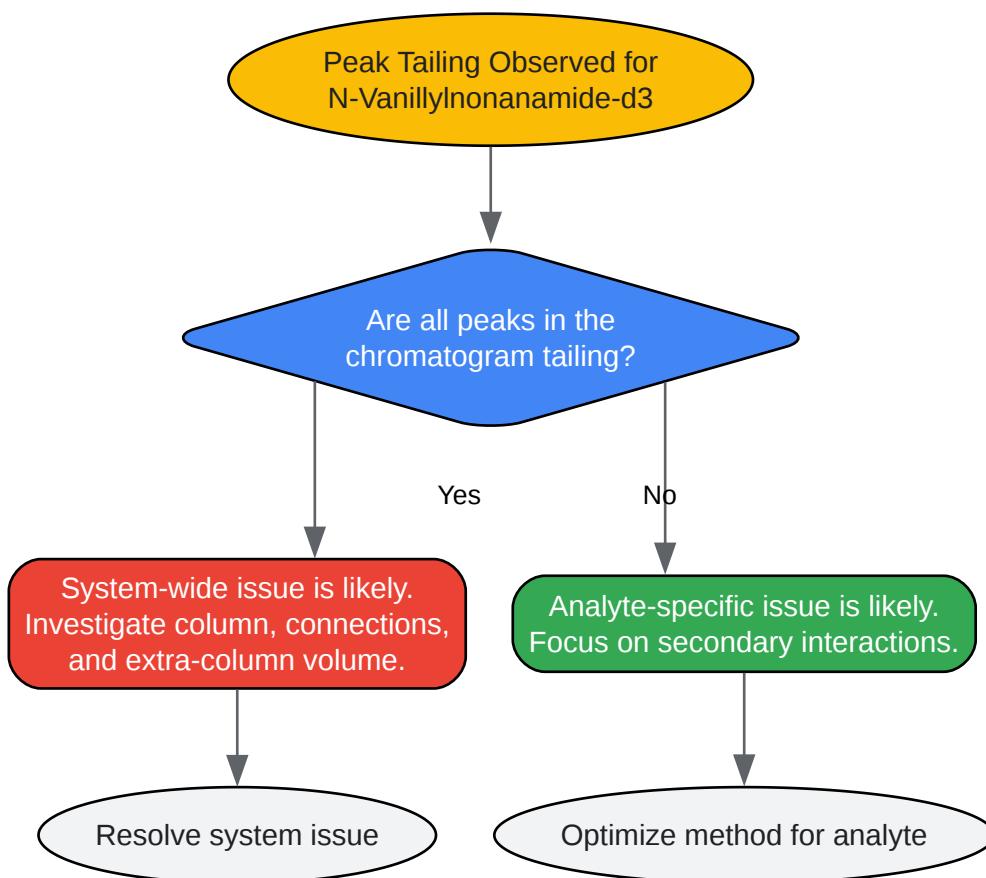 Peak Tailing Observed for
N-Vanillylnonanamide-d3
Are all peaks in the
chromatogram tailing?
Yes
No
System-wide issue is likely.
Investigate column, connections,
and extra-column volume.
Analyte-specific issue is likely.
Focus on secondary interactions.
Resolve system issue
Optimize method for analyte